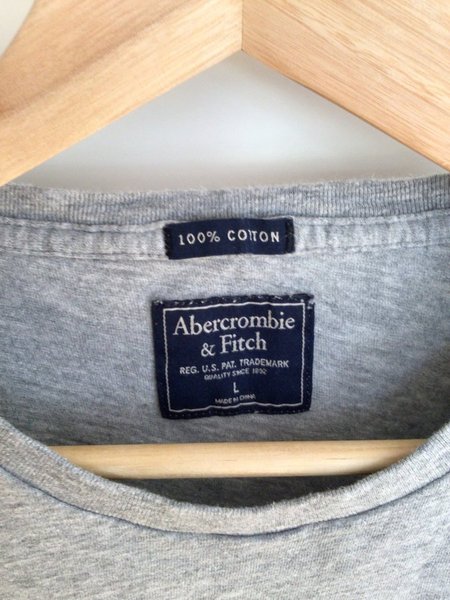 100% COTTON
Abercrombie
& Fitch
REG. U.S. PAT. TRADEMARK
QUALITY SINCE 1892
L
MADE IN CHINA